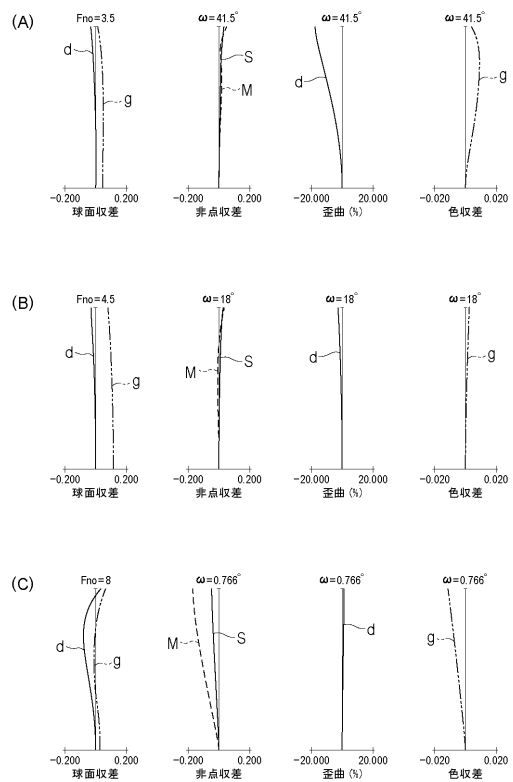 (A)
Fno=3.5 ω=41.5° ω=41.5° ω=41.5°
d g S M d g
-0.200 0.200 -0.200 0.200 -20.000 20.000 -0.020 0.020
球面収差 非点収差 歪曲(%) 色収差
(B)
Fno=4.5 ω=18° ω=18° ω=18°
d g M S d g
-0.200 0.200 -0.200 0.200 -20.000 20.000 -0.020 0.020
球面収差 非点収差 歪曲(%) 色収差
(C)
Fno=8 ω=0.766° ω=0.766° ω=0.766°
d g M S d g
-0.200 0.200 -0.200 0.200 -20.000 20.000 -0.020 0.020
球面収差 非点収差 歪曲(%) 色収差